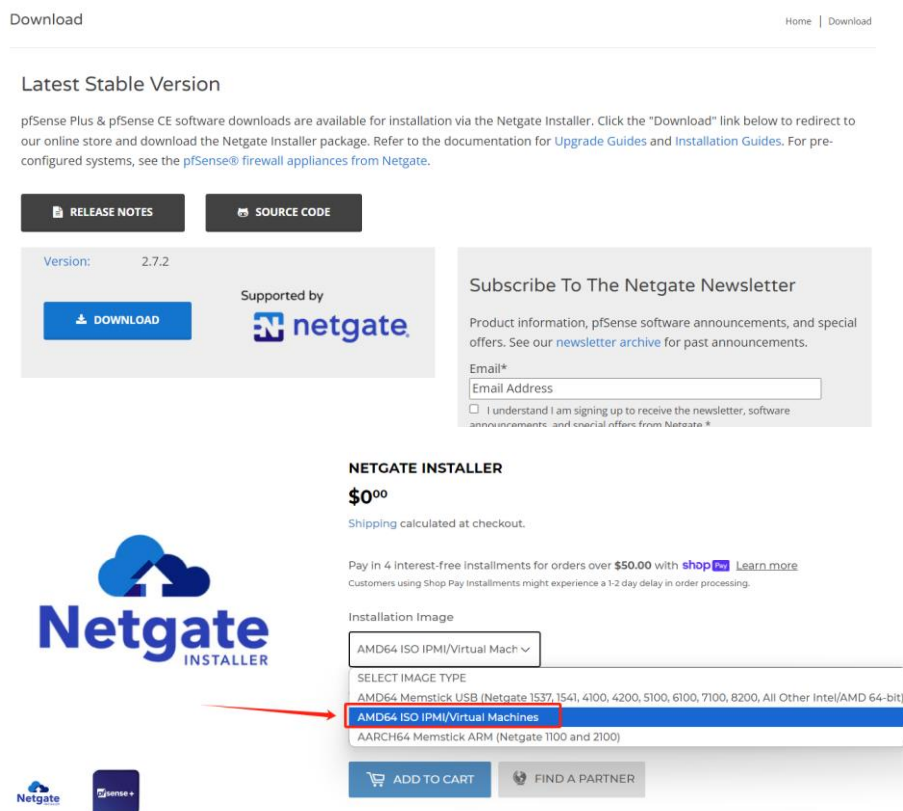 Download
Home | Download
Latest Stable Version
pfSense Plus & pfSense CE software downloads are available for installation via the Netgate Installer. Click the "Download" link below to redirect to
our online store and download the Netgate Installer package. Refer to the documentation for Upgrade Guides and Installation Guides. For pre-
configured systems, see the pfSense® firewall appliances from Netgate.
RELEASE NOTES
SOURCE CODE
Version: 2.7.2
DOWNLOAD
Supported by
netgate
Subscribe To The Netgate Newsletter
Product information, pfSense software announcements, and special
offers. See our newsletter archive for past announcements.
Email*
Email Address
I understand I am signing up to receive the newsletter, software
announcements, and special offers from Netgate *
NETGATE INSTALLER
$000
Shipping calculated at checkout.
Pay in 4 interest-free installments for orders over $50.00 with shop Pay Learn more
Customers using Shop Pay Installments might experience a 1-2 day delay in order processing.
Netgate
INSTALLER
Installation Image
AMD64 ISO IPMI/Virtual Mach
SELECT IMAGE TYPE
AMD64 Memstick USB (Netgate 1537, 1541, 4100, 4200, 5100, 6100, 7100, 8200, All Other Intel/AMD 64-bit)
AMD64 ISO IPMI/Virtual Machines
AARCH64 Memstick ARM (Netgate 1100 and 2100)
ADD TO CART
FIND A PARTNER
Netgate
pfsense+